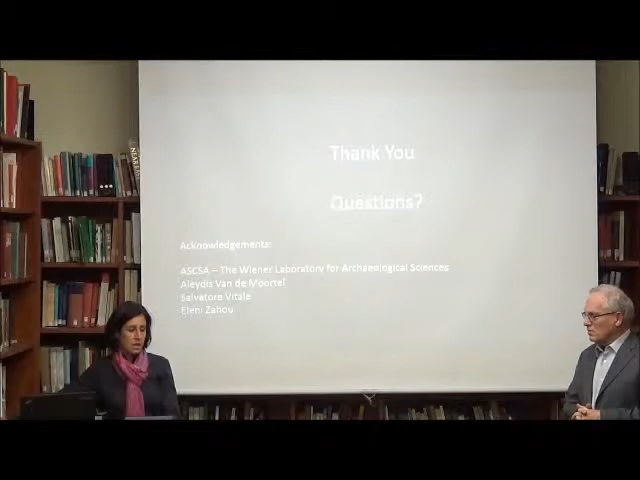 Thank You
Questions?
Acknowledgements:
ASCSA – The Wiener Laboratory for Archaeological Sciences
Aleydis Van de Moortel
Salvatore Vitale
Eleni Zahou